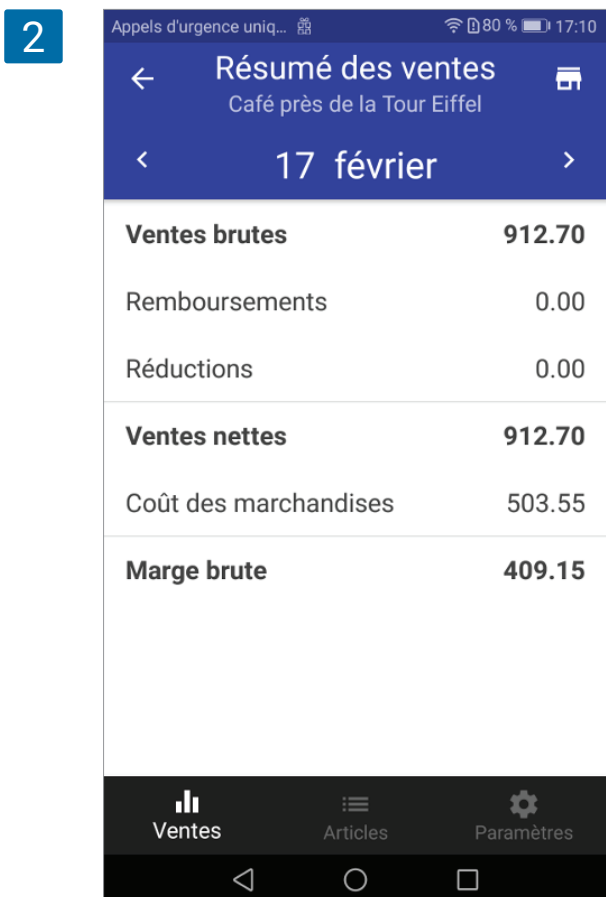 2
Appels d'urgence uniq... 80 % 17:10
Résumé des ventes
Café près de la Tour Eiffel
17 février
Ventes brutes 912.70
Remboursements 0.00
Réductions 0.00
Ventes nettes 912.70
Coût des marchandises 503.55
Marge brute 409.15
Ventes Articles Paramètres